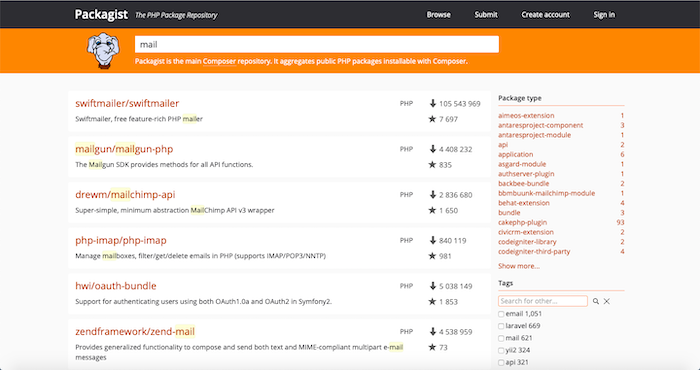 Packagist The PHP Package Repository
Browse Submit Create account Sign in
mail
Packagist is the main Composer repository. It aggregates public PHP packages installable with Composer.
swiftmailer/swiftmailer
PHP
105 543 969
Swiftmailer, free feature-rich PHP mailer
7 697
mailgun/mailgun-php
PHP
4 408 232
The Mailgun SDK provides methods for all API functions.
835
drewm/mailchimp-api
PHP
2 836 680
Super-simple, minimum abstraction MailChimp API v3 wrapper
1 650
php-imap/php-imap
PHP
840 119
Manage mailboxes, filter/get/delete emails in PHP (supports IMAP/POP3/NNTP)
981
hwi/oauth-bundle
PHP
5 038 149
Support for authenticating users using both OAuth1.0a and OAuth2 in Symfony2.
1 853
zendframework/zend-mail
PHP
4 538 959
Provides generalized functionality to compose and send both text and MIME-compliant multipart e-mail
messages
73
Package type
aimeos-extension 1
antaresproject-component 3
antaresproject-module 1
api 2
application 6
asgard-module 1
authserver-plugin 1
backbee-bundle 2
bbmbuunk-mailchimp-module 1
behat-extension 4
bundle 3
cakephp-plugin 93
civicrm-extension 2
codeigniter-library 2
codeigniter-third-party 4
Show more...
Tags
Search for other...
email 1,051
laravel 669
mail 621
yii2 324
api 321